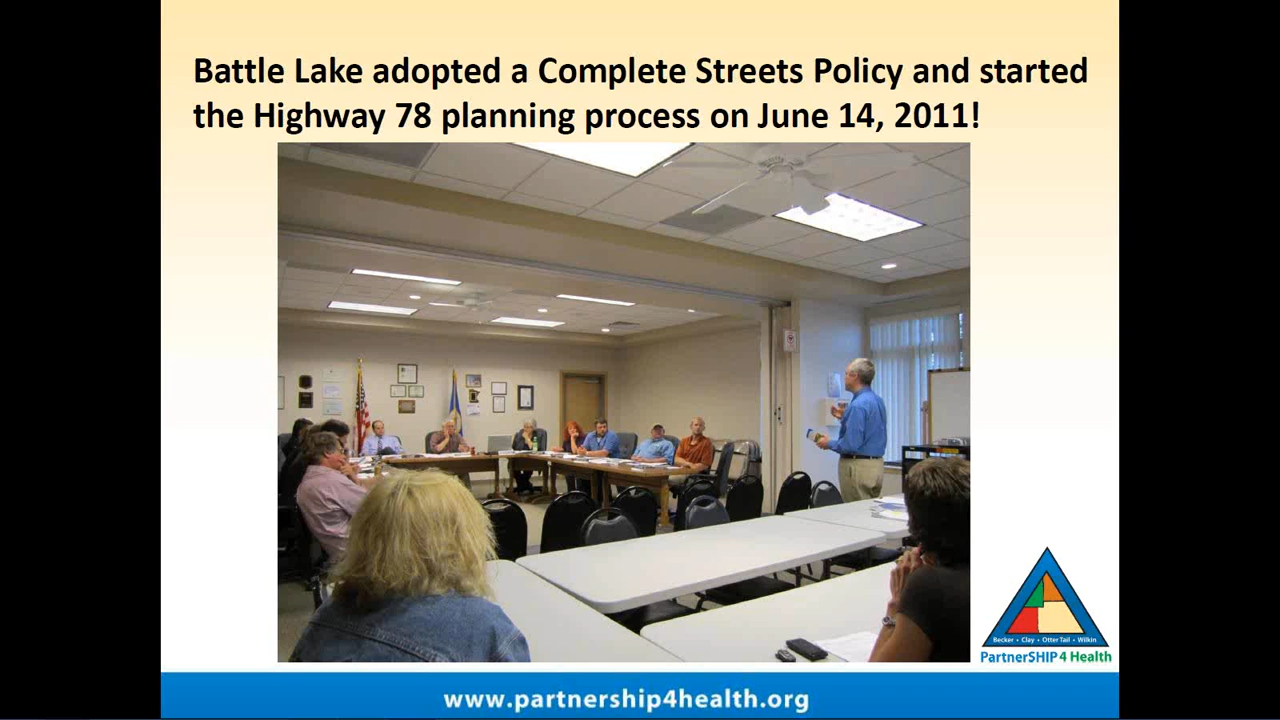 Battle Lake adopted a Complete Streets Policy and started
the Highway 78 planning process on June 14, 2011!
Becker • Clay • Otter Tail • Wilkin
PartnerSHIP 4 Health
www.partnership4health.org